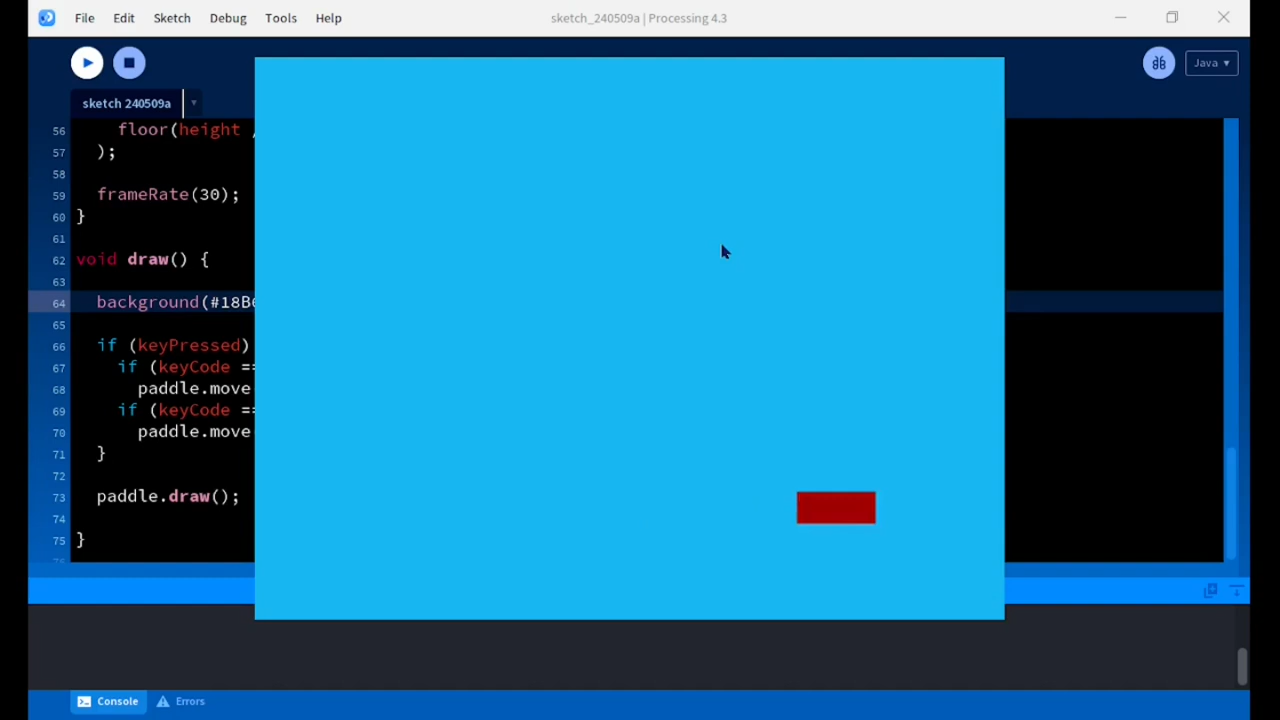 File Edit Sketch Debug Tools Help sketch_240509a | Processing 4.3
Java ▾
sketch 240509a ▾
56 floor(height
57 );
58
59 frameRate(30);
60 }
61
62 void draw() {
63
64 background(#18B
65
66 if (keyPressed)
67 if (keyCode ==
68 paddle.move
69 if (keyCode ==
70 paddle.move
71 }
72
73 paddle.draw();
74
75 }
76
Console Errors